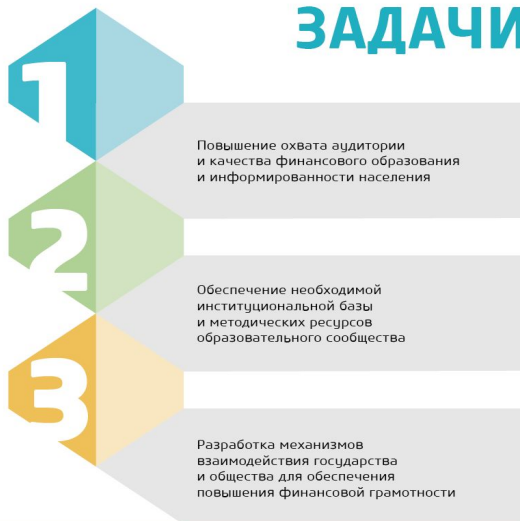 ЗАДАЧИ
1
Повышение охвата аудитории
и качества финансового образования
и информированности населения
2
Обеспечение необходимой
институциональной базы
и методических ресурсов
образовательного сообщества
3
Разработка механизмов
взаимодействия государства
и общества для обеспечения
повышения финансовой грамотности